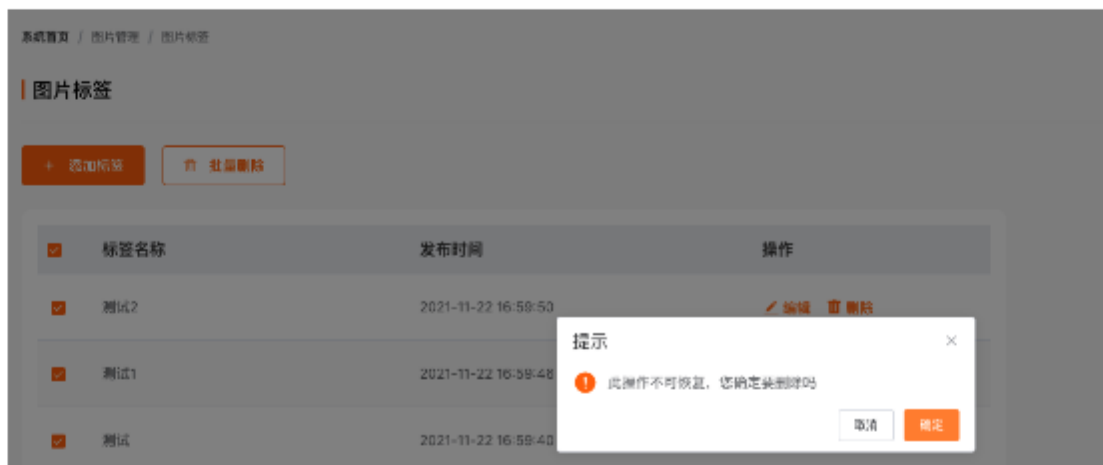 系统首页 / 图片管理 / 图片标签
图片标签
+ 添加标签 批量删除
标签名称 发布时间 操作
测试2 2021-11-22 16:59:50 编辑 删除
测试1 2021-11-22 16:59:46
测试 2021-11-22 16:59:40
提示
此操作不可恢复，您确定要删除吗
取消 确定